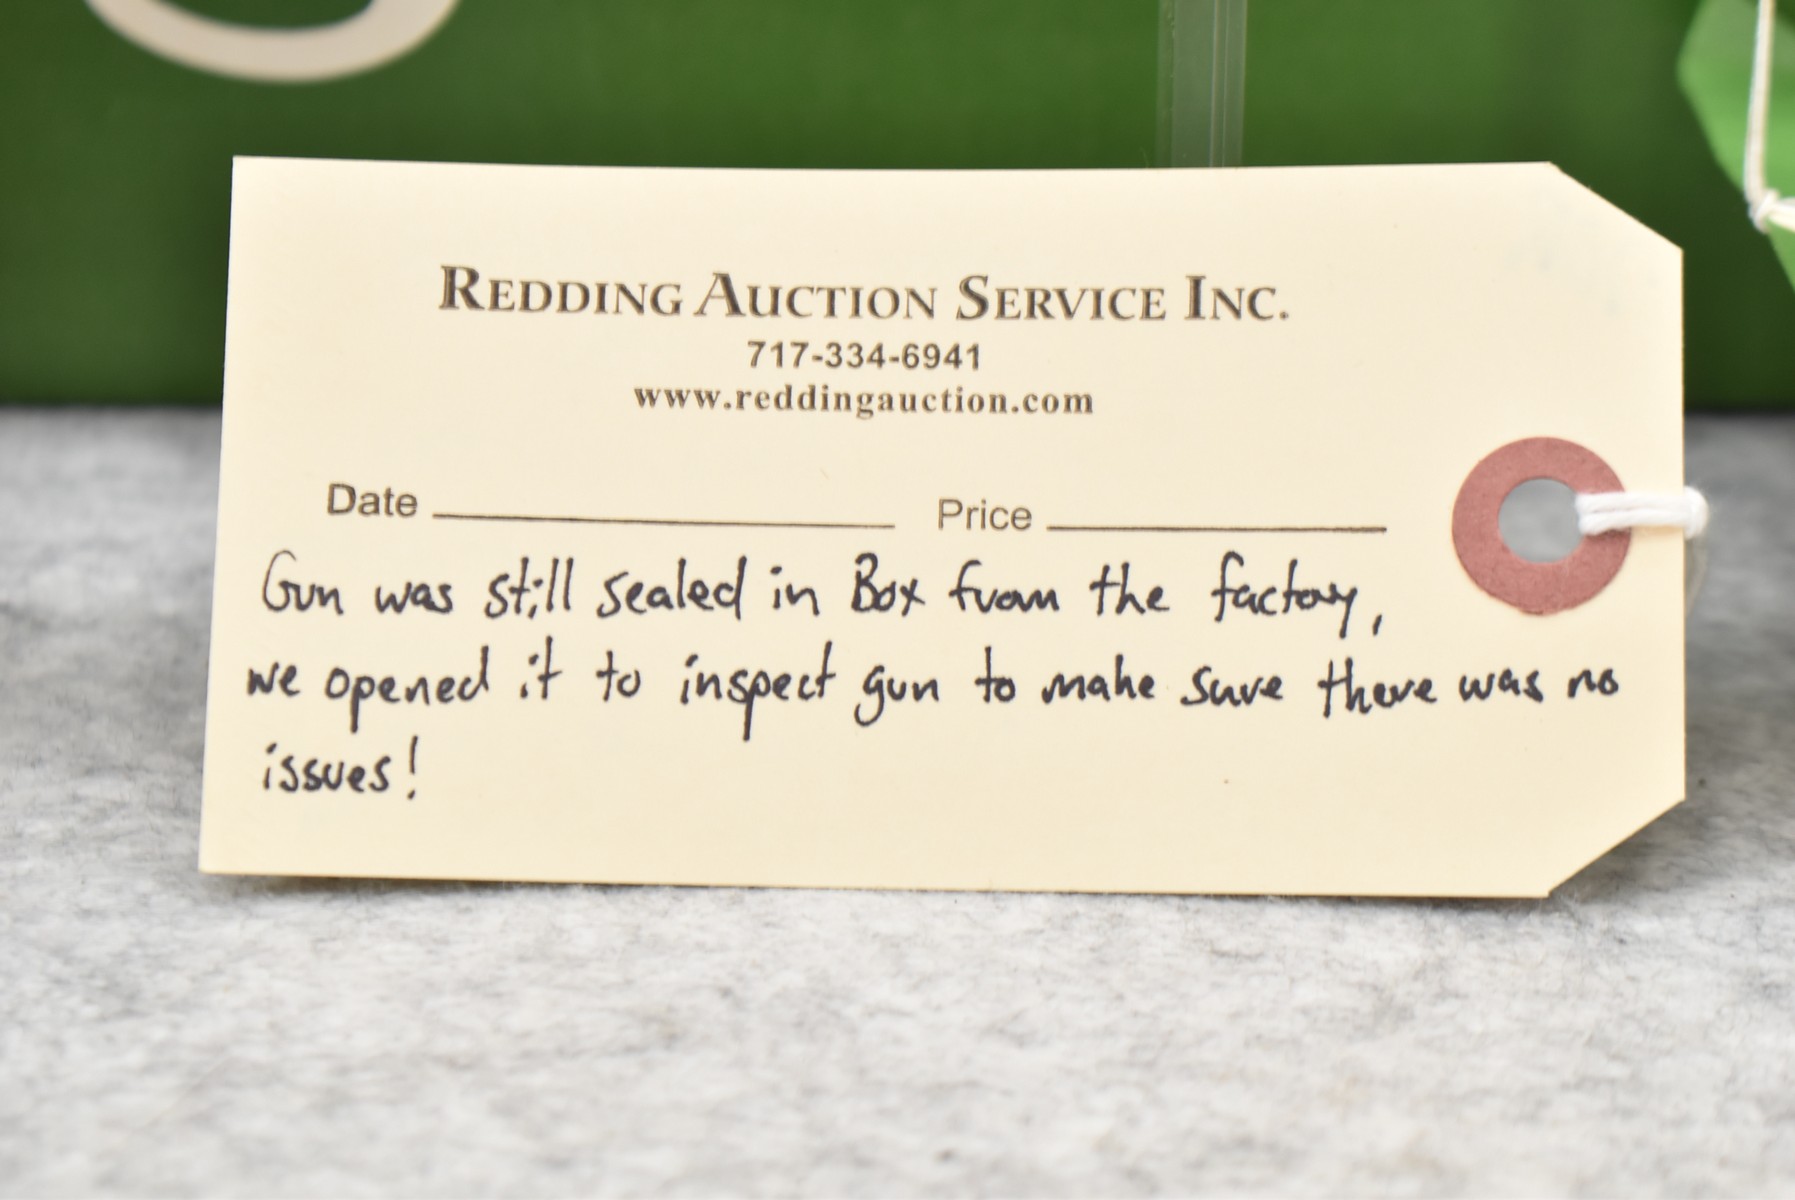 REDDING AUCTION SERVICE INC.
717-334-6941
www.reddingauction.com
Date Price
Gun was still sealed in Box from the factory,
we opened it to inspect gun to make sure there was no
issues!